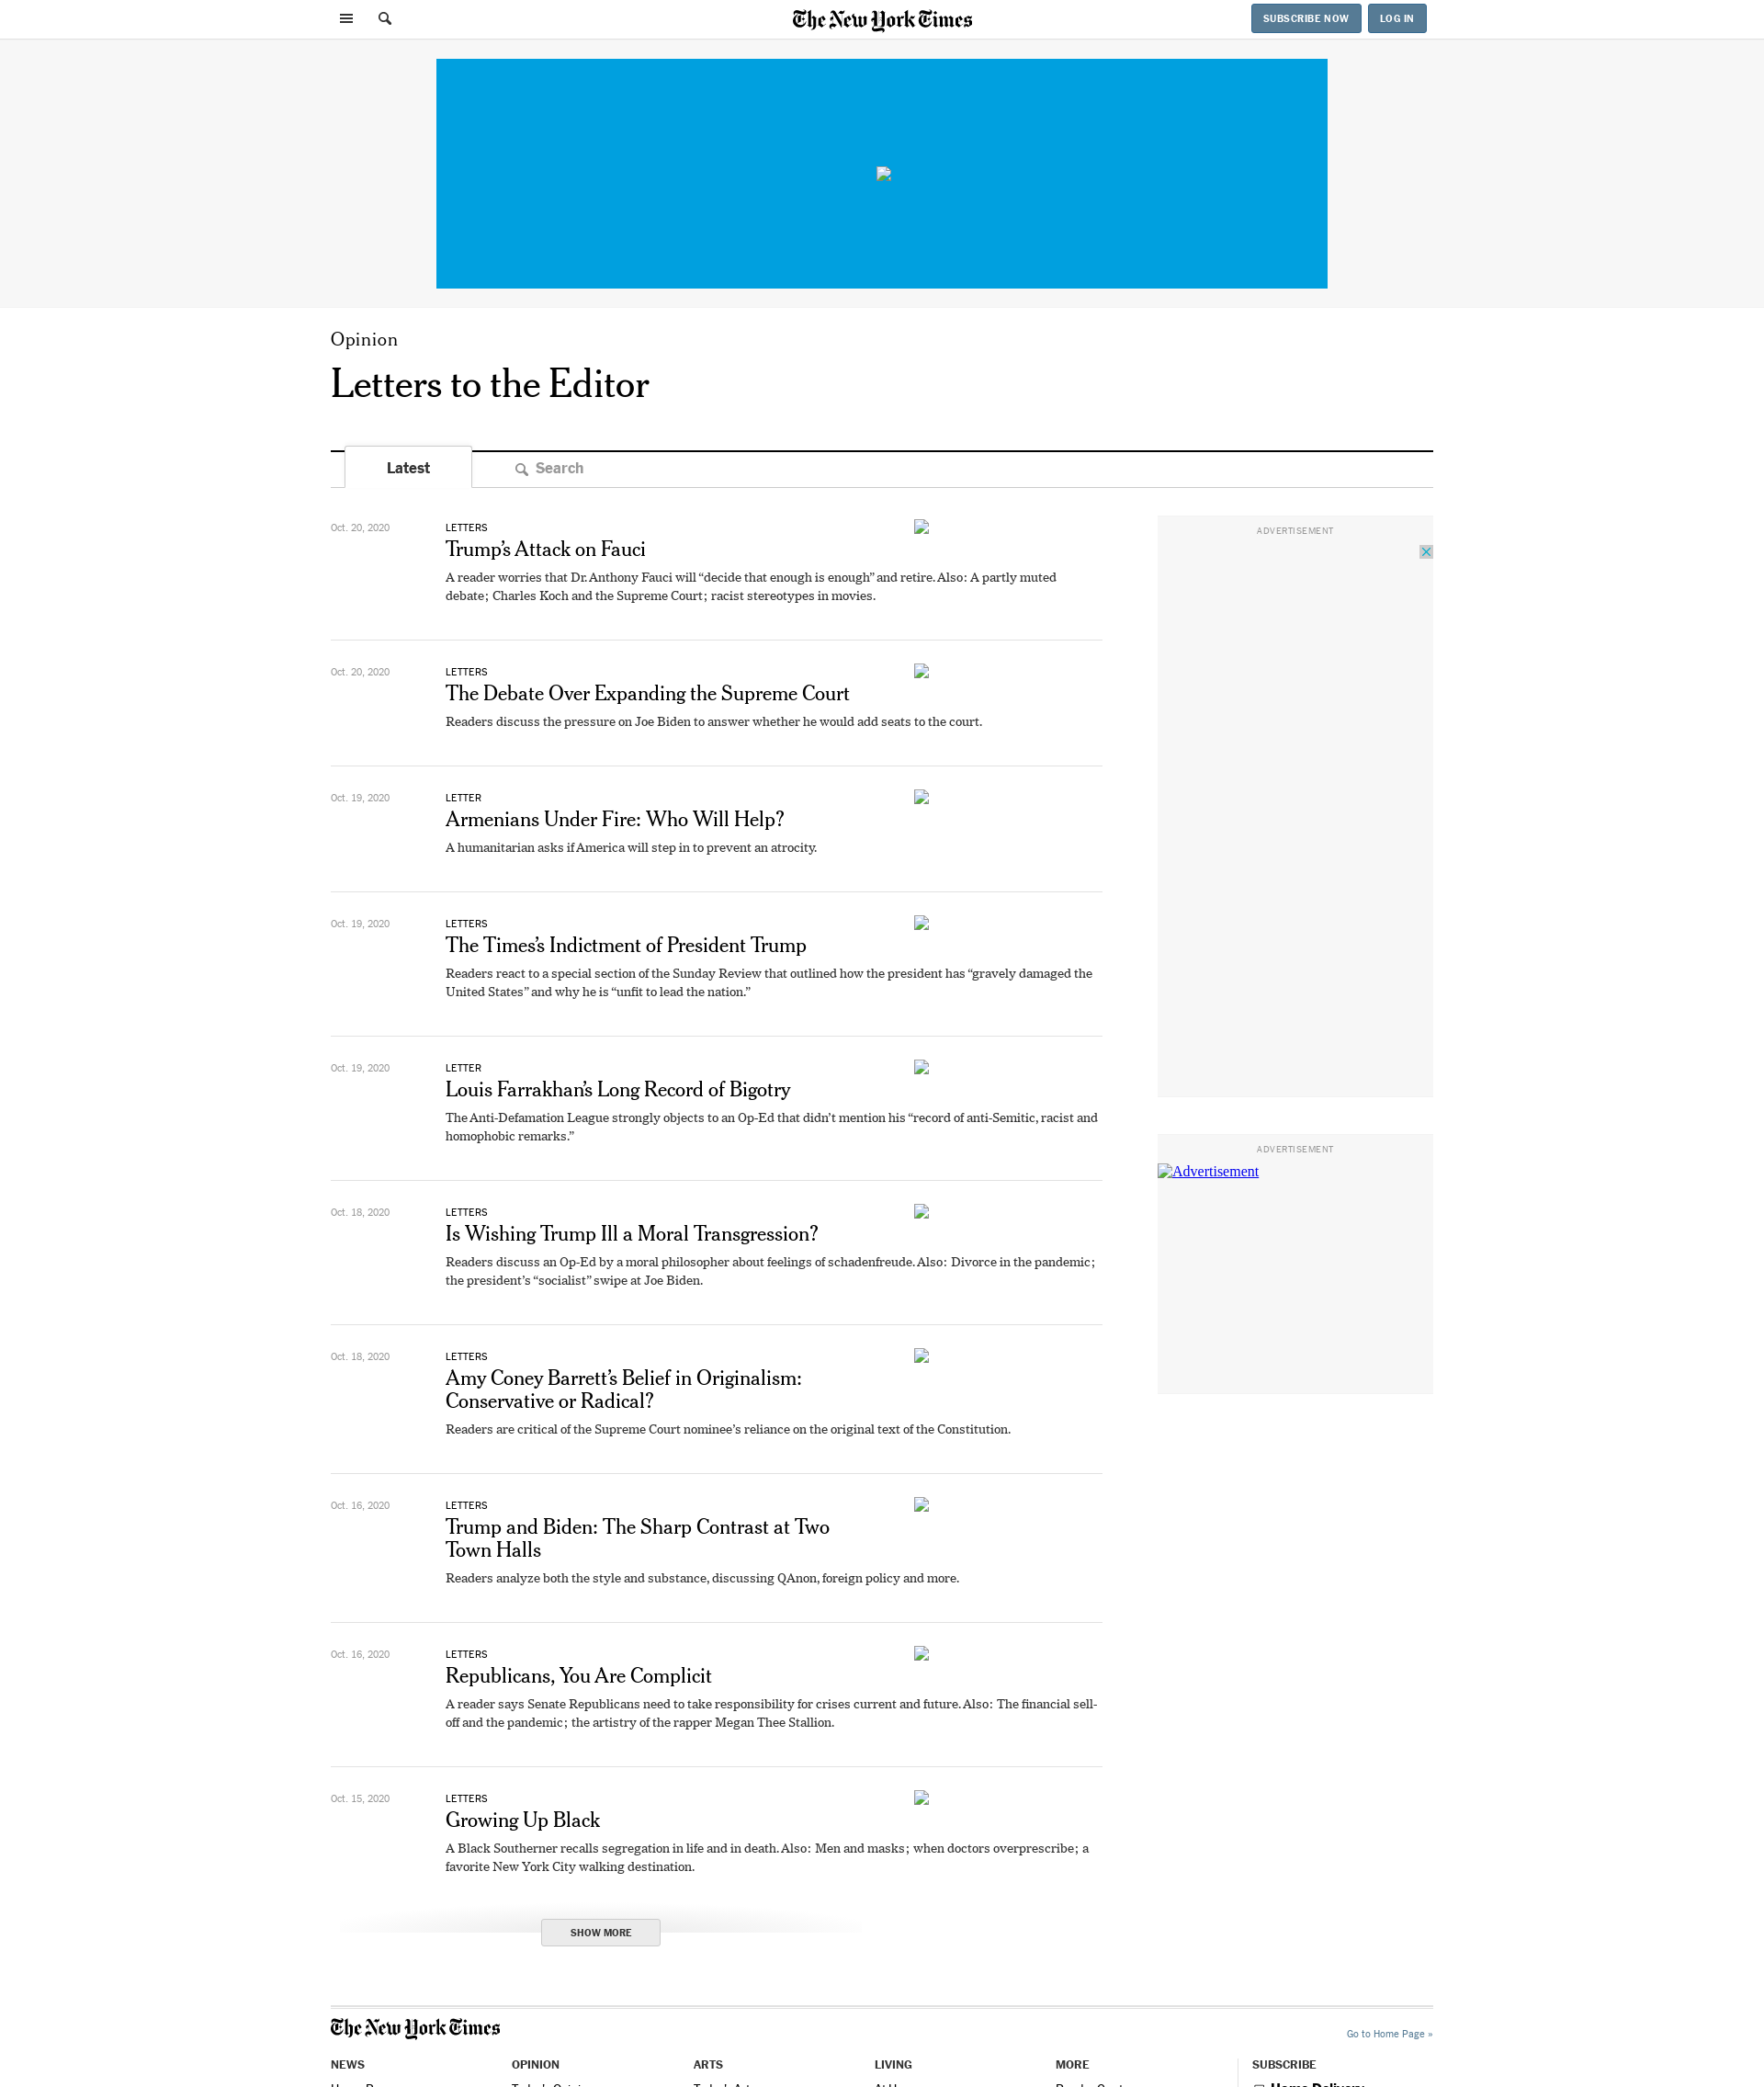 The New York Times
SUBSCRIBE NOW
LOG IN
Opinion
Letters to the Editor
Latest
Search
Oct. 20, 2020
LETTERS
Trump’s Attack on Fauci
A reader worries that Dr. Anthony Fauci will “decide that enough is enough” and retire. Also: A partly muted
debate; Charles Koch and the Supreme Court; racist stereotypes in movies.
Oct. 20, 2020
LETTERS
The Debate Over Expanding the Supreme Court
Readers discuss the pressure on Joe Biden to answer whether he would add seats to the court.
Oct. 19, 2020
LETTER
Armenians Under Fire: Who Will Help?
A humanitarian asks if America will step in to prevent an atrocity.
Oct. 19, 2020
LETTERS
The Times’s Indictment of President Trump
Readers react to a special section of the Sunday Review that outlined how the president has “gravely damaged the
United States” and why he is “unfit to lead the nation.”
Oct. 19, 2020
LETTER
Louis Farrakhan’s Long Record of Bigotry
The Anti-Defamation League strongly objects to an Op-Ed that didn’t mention his “record of anti-Semitic, racist and
homophobic remarks.”
Oct. 18, 2020
LETTERS
Is Wishing Trump Ill a Moral Transgression?
Readers discuss an Op-Ed by a moral philosopher about feelings of schadenfreude. Also: Divorce in the pandemic;
the president’s “socialist” swipe at Joe Biden.
Oct. 18, 2020
LETTERS
Amy Coney Barrett’s Belief in Originalism:
Conservative or Radical?
Readers are critical of the Supreme Court nominee’s reliance on the original text of the Constitution.
Oct. 16, 2020
LETTERS
Trump and Biden: The Sharp Contrast at Two
Town Halls
Readers analyze both the style and substance, discussing QAnon, foreign policy and more.
Oct. 16, 2020
LETTERS
Republicans, You Are Complicit
A reader says Senate Republicans need to take responsibility for crises current and future. Also: The financial sell-
off and the pandemic; the artistry of the rapper Megan Thee Stallion.
Oct. 15, 2020
LETTERS
Growing Up Black
A Black Southerner recalls segregation in life and in death. Also: Men and masks; when doctors overprescribe; a
favorite New York City walking destination.
SHOW MORE
ADVERTISEMENT
ADVERTISEMENT
Advertisement
The New York Times
Go to Home Page »
NEWS
OPINION
ARTS
LIVING
MORE
SUBSCRIBE